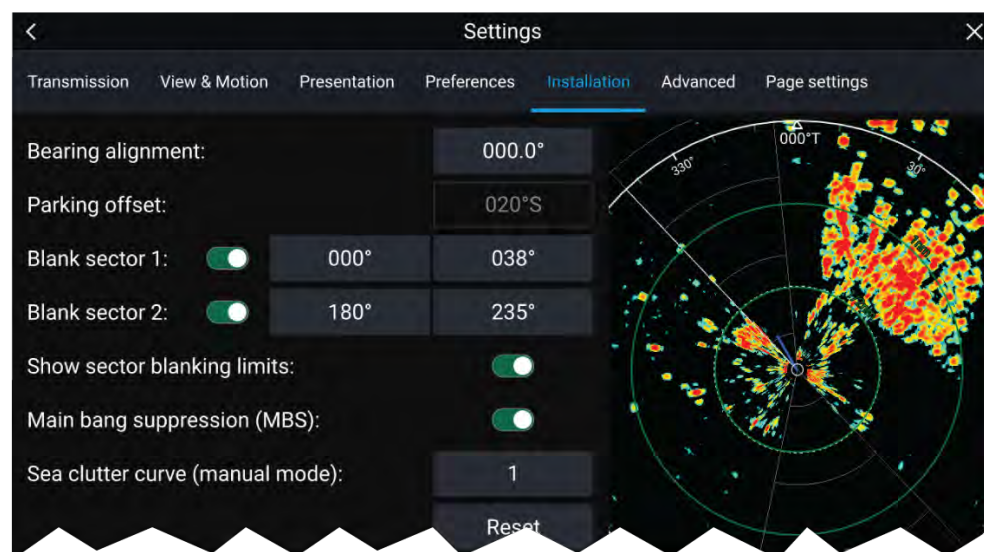 Settings
Transmission View & Motion Presentation Preferences Installation Advanced Page settings
Bearing alignment: 000.0°
Parking offset: 020°S
Blank sector 1: 000° 038°
Blank sector 2: 180° 235°
Show sector blanking limits:
Main bang suppression (MBS):
Sea clutter curve (manual mode): 1
Reset
000°T
330°
30°